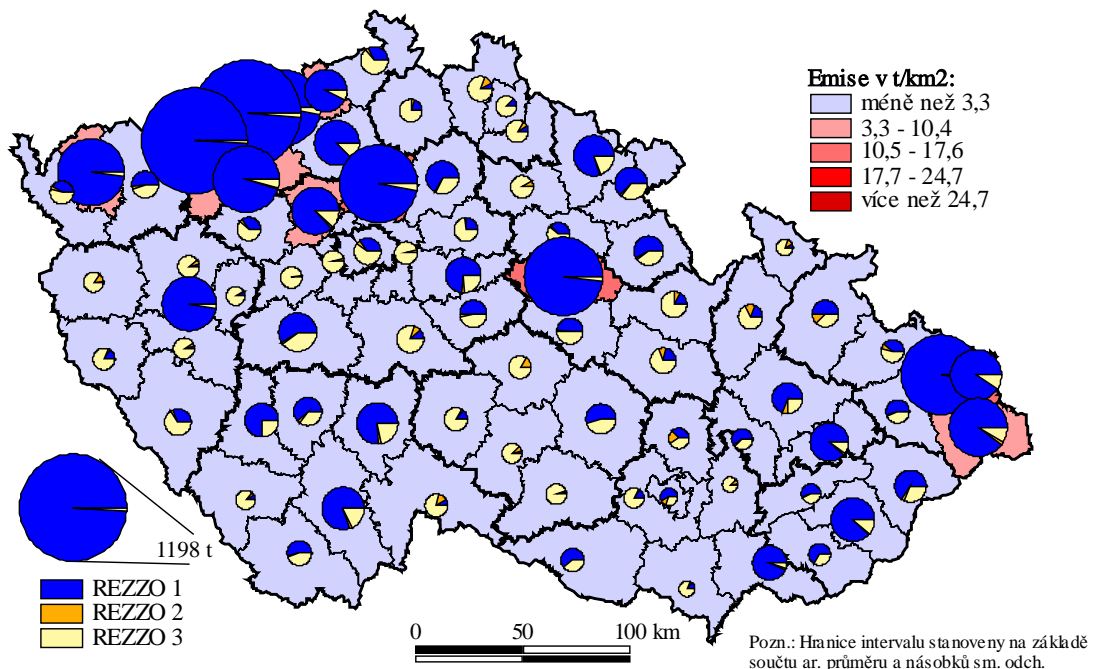 Emise v t/km2:
méně než 3,3
3,3 - 10,4
10,5 - 17,6
17,7 - 24,7
více než 24,7
1198 t
REZZO 1
REZZO 2
REZZO 3
0 50 100 km
Pozn.: Hranice intervalu stanoveny na základě
součtu ar. průměru a násobků sm. odch.